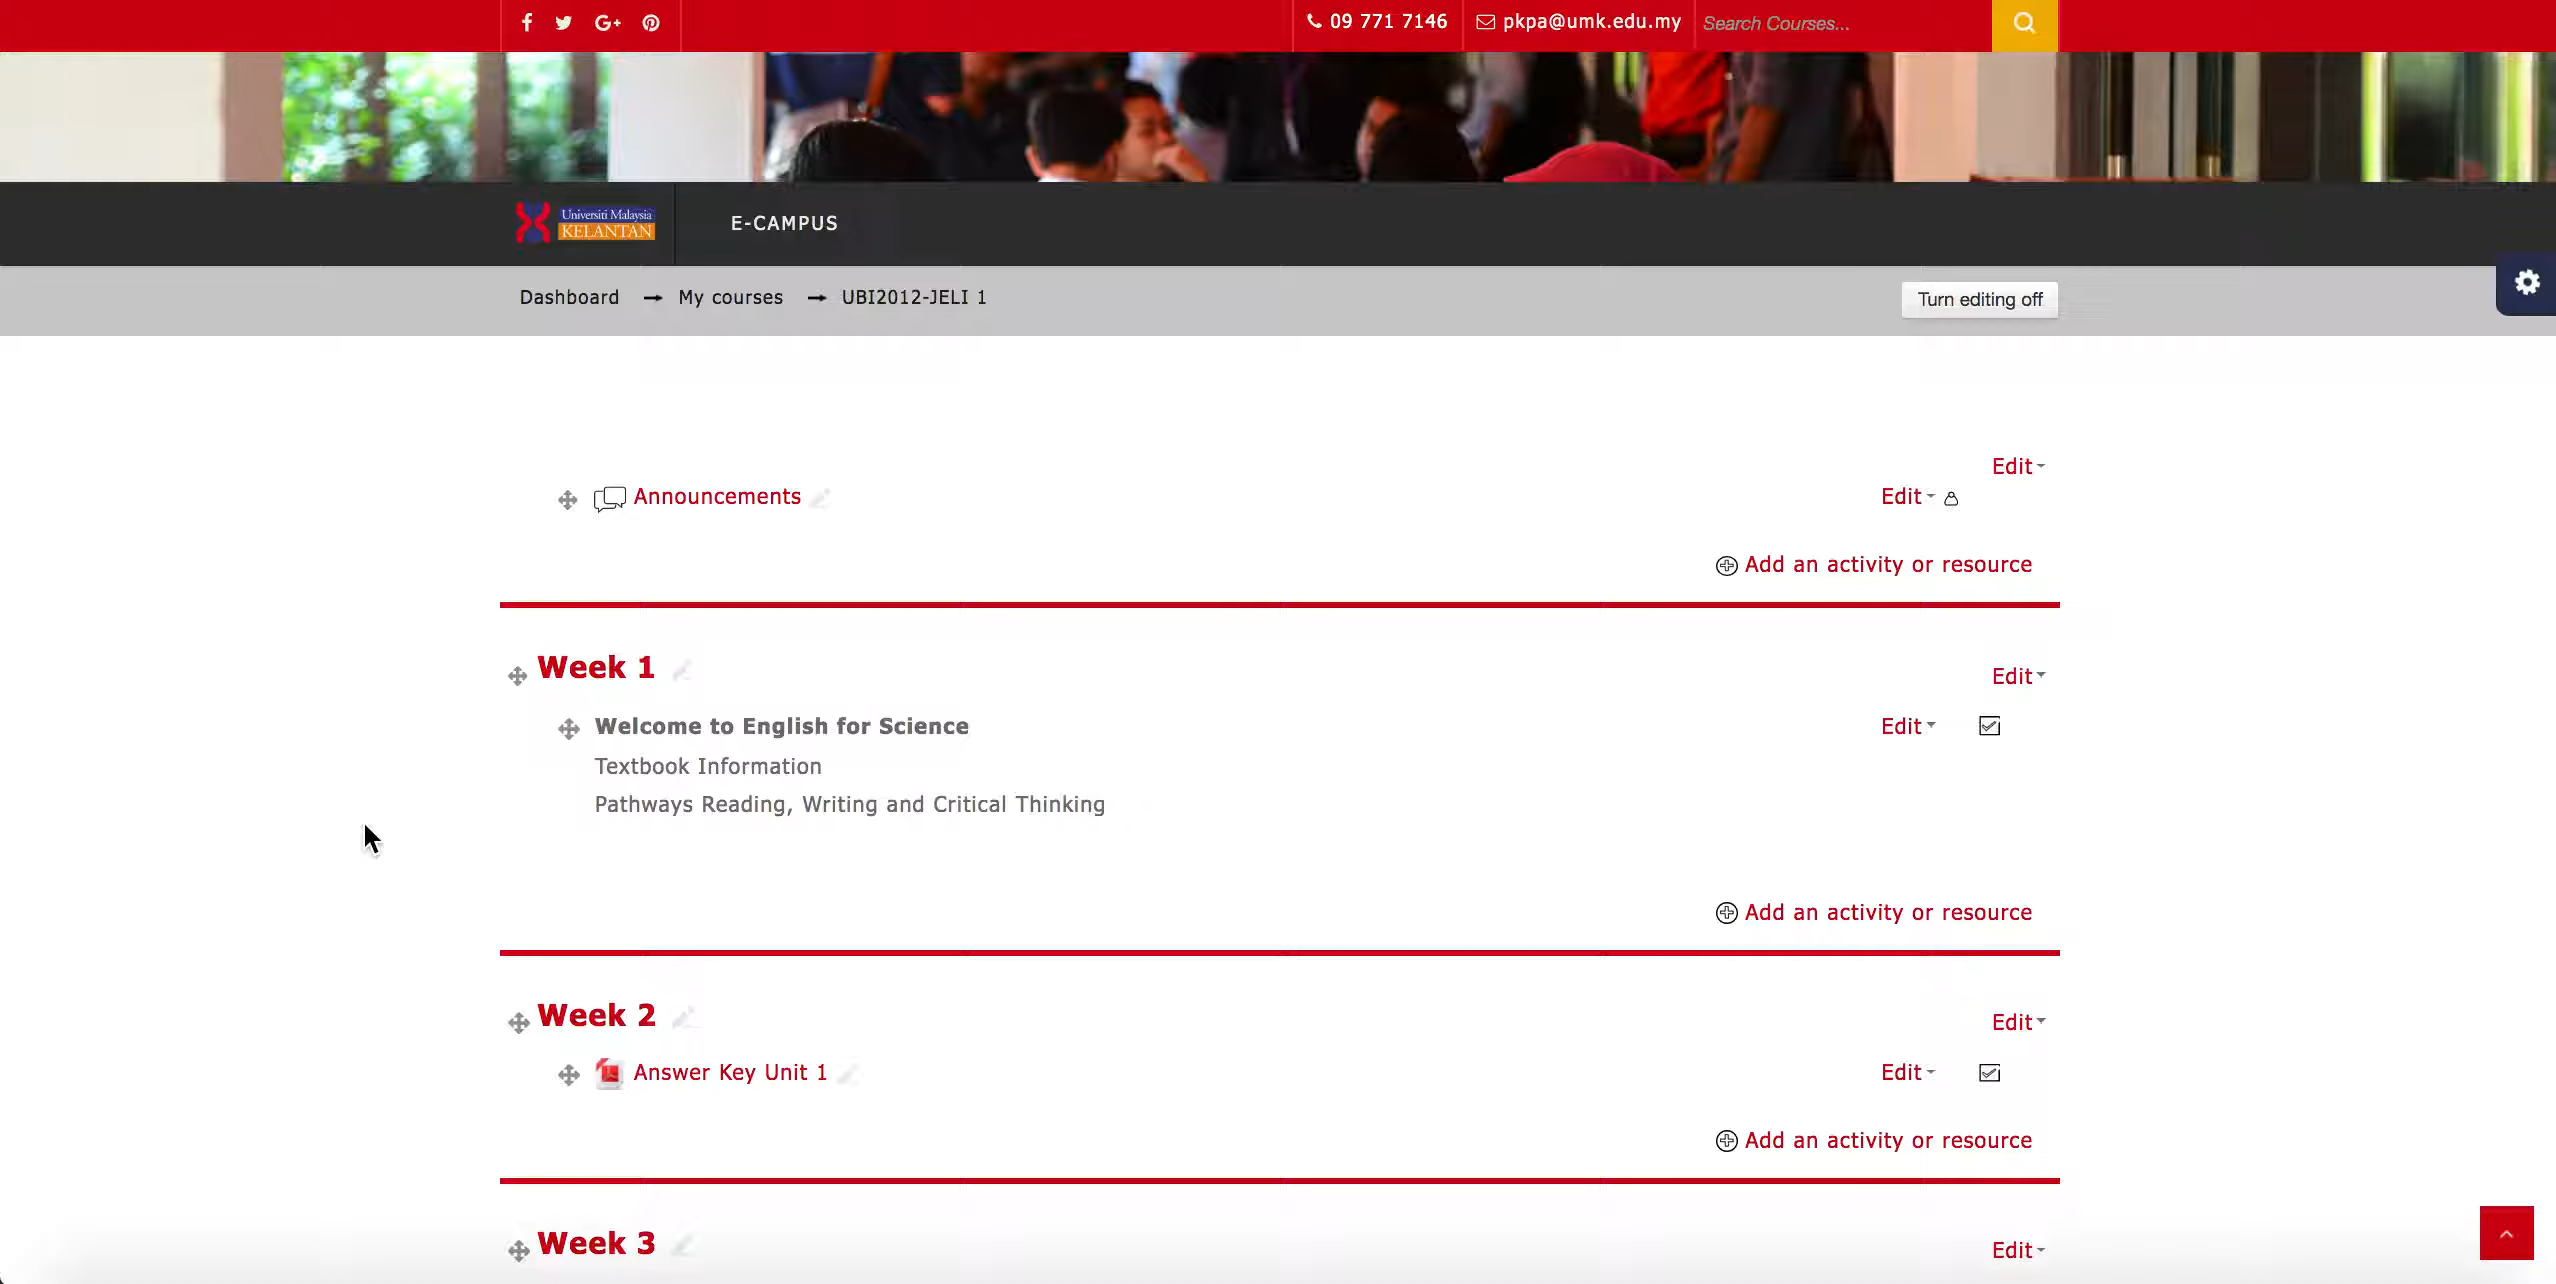 09 771 7146 pkpa@umk.edu.my Search Courses...
Universiti Malaysia
KELANTAN
E-CAMPUS
Dashboard My courses UBI2012-JELI 1 Turn editing off
Edit
Announcements Edit
Add an activity or resource
Week 1 Edit
Welcome to English for Science Edit
Textbook Information
Pathways Reading, Writing and Critical Thinking
Add an activity or resource
Week 2 Edit
Answer Key Unit 1 Edit
Add an activity or resource
Week 3 Edit